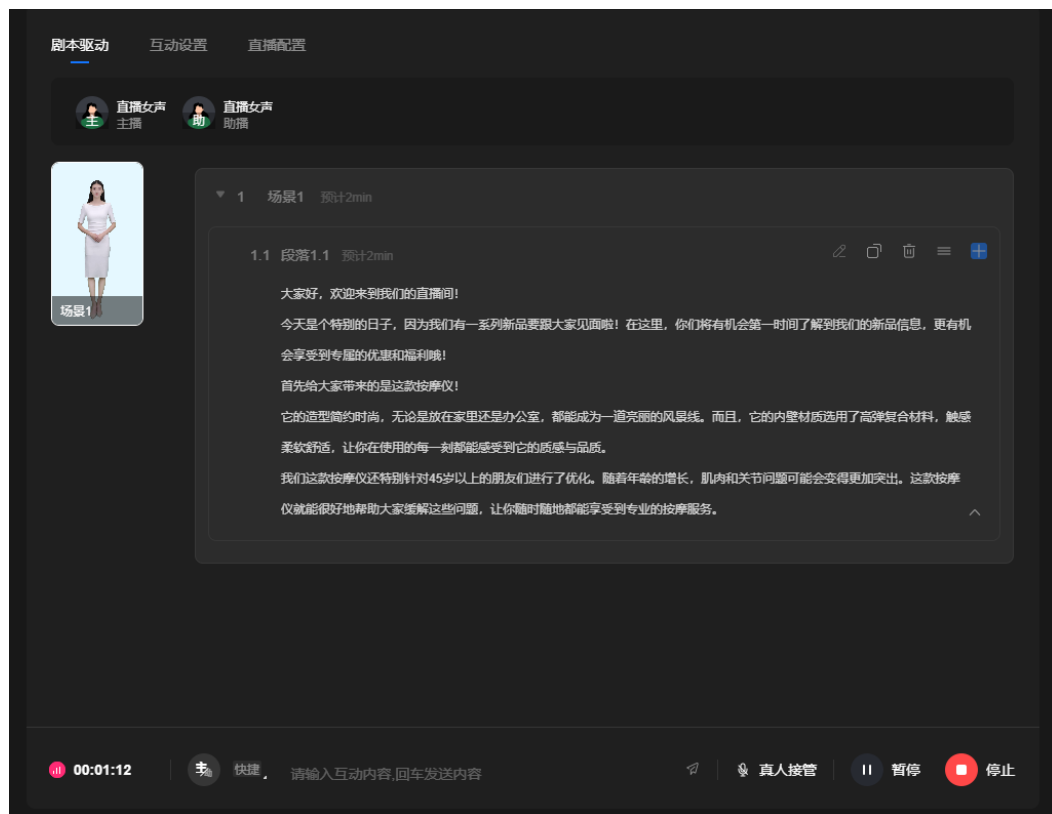 剧本驱动 互动设置 直播配置
主 直播女声 助 直播女声
主播 助播
1 场景1 预计2min
1.1 段落1.1 预计2min
大家好，欢迎来到我们的直播间！
今天是个特别的日子，因为我们有一系列新品要跟大家见面啦！在这里，你们将有机会第一时间了解到我们的新品信息，更有机
会享受到专属的优惠和福利哦！
首先给大家带来的是这款按摩仪！
它的造型简约时尚，无论是放在家里还是办公室，都能成为一道亮丽的风景线。而且，它的内壁材质选用了高弹复合材料，触感
柔软舒适，让你在使用的每一刻都能感受到它的质感与品质。
我们这款按摩仪还特别针对45岁以上的朋友们进行了优化。随着年龄的增长，肌肉和关节问题可能会变得更加突出。这款按摩
仪就能很好地帮助大家缓解这些问题，让你随时随地都能享受到专业的按摩服务。
场景1
00:01:12 主助 快捷 请输入互动内容,回车发送内容 真人接管 暂停 停止